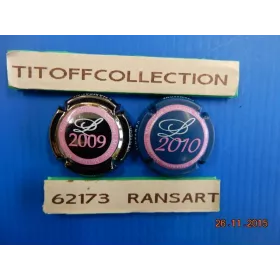 TITOFFCOLLECTION
S
2009
S
2010
62173 RANSART
26-11-2015